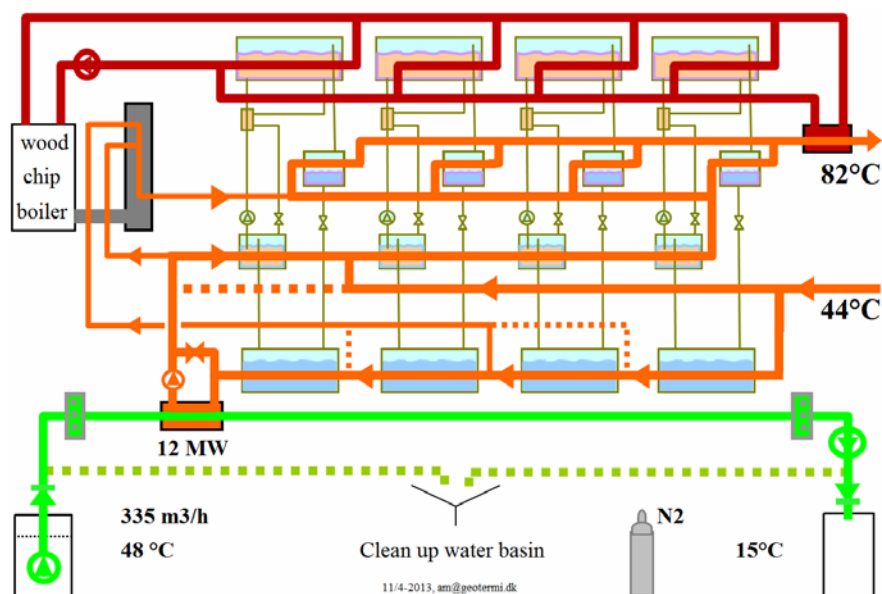 wood
chip
boiler
82°C
44°C
12 MW
335 m3/h
48 °C
Clean up water basin
N2
15°C
11/4-2013, am@geotermi.dk